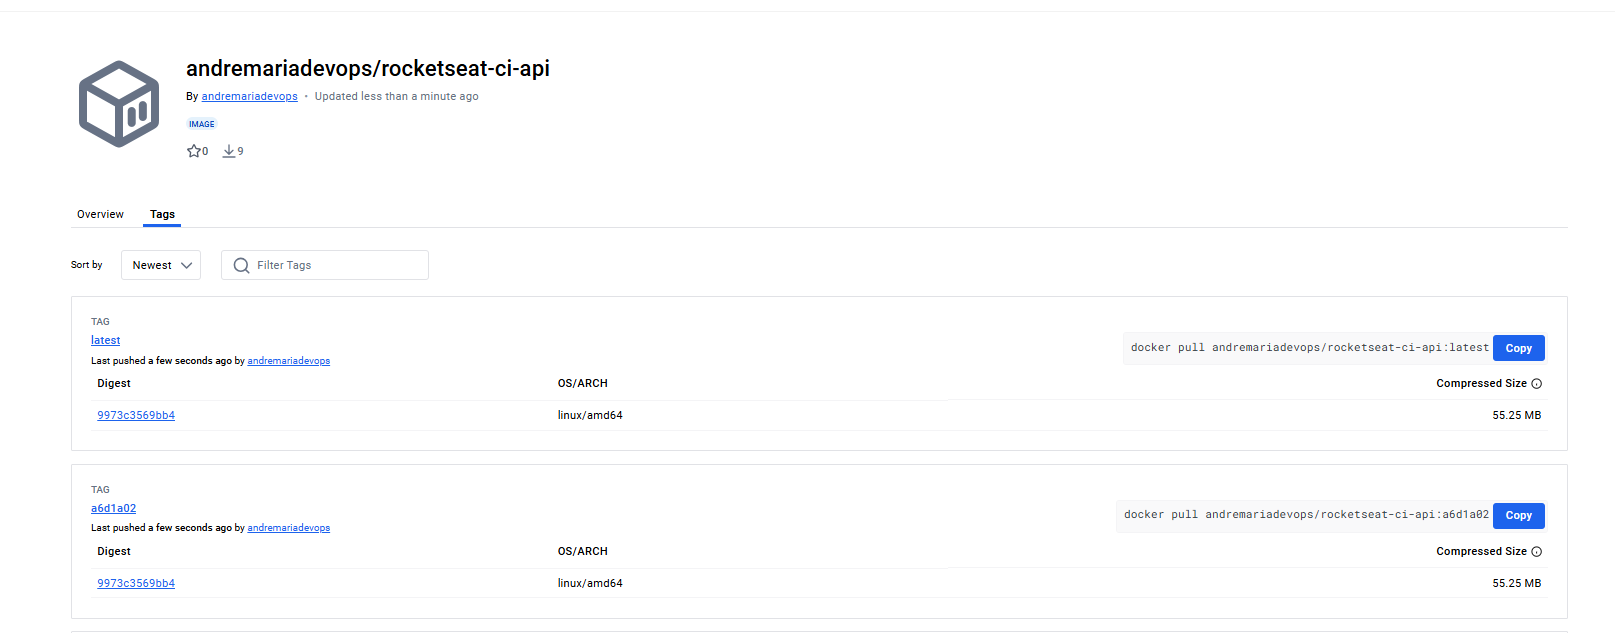 andremariadevops/rocketseat-ci-api
By andremariadevops • Updated less than a minute ago
IMAGE
0 9
Overview Tags
Sort by Newest Filter Tags
TAG
latest
Last pushed a few seconds ago by andremariadevops
docker pull andremariadevops/rocketseat-ci-api:latest Copy
Digest OS/ARCH Compressed Size
9973c3569bb4 linux/amd64 55.25 MB
TAG
a6d1a02
Last pushed a few seconds ago by andremariadevops
docker pull andremariadevops/rocketseat-ci-api:a6d1a02 Copy
Digest OS/ARCH Compressed Size
9973c3569bb4 linux/amd64 55.25 MB